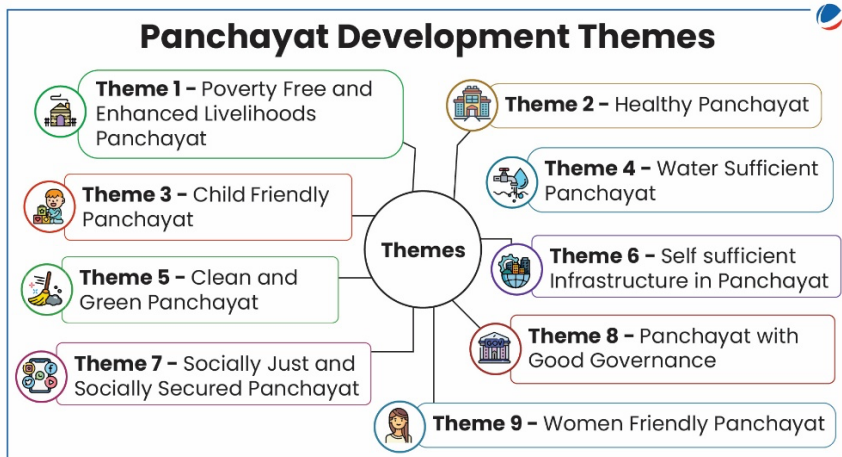 Panchayat Development Themes
Theme 1 – Poverty Free and
Enhanced Livelihoods
Panchayat
Theme 2 – Healthy Panchayat
Theme 3 – Child Friendly
Panchayat
Theme 4 – Water Sufficient
Panchayat
Themes
Theme 5 – Clean and
Green Panchayat
Theme 6 – Self sufficient
Infrastructure in Panchayat
Theme 7 – Socially Just and
Socially Secured Panchayat
Theme 8 – Panchayat with
Good Governance
Theme 9 – Women Friendly Panchayat